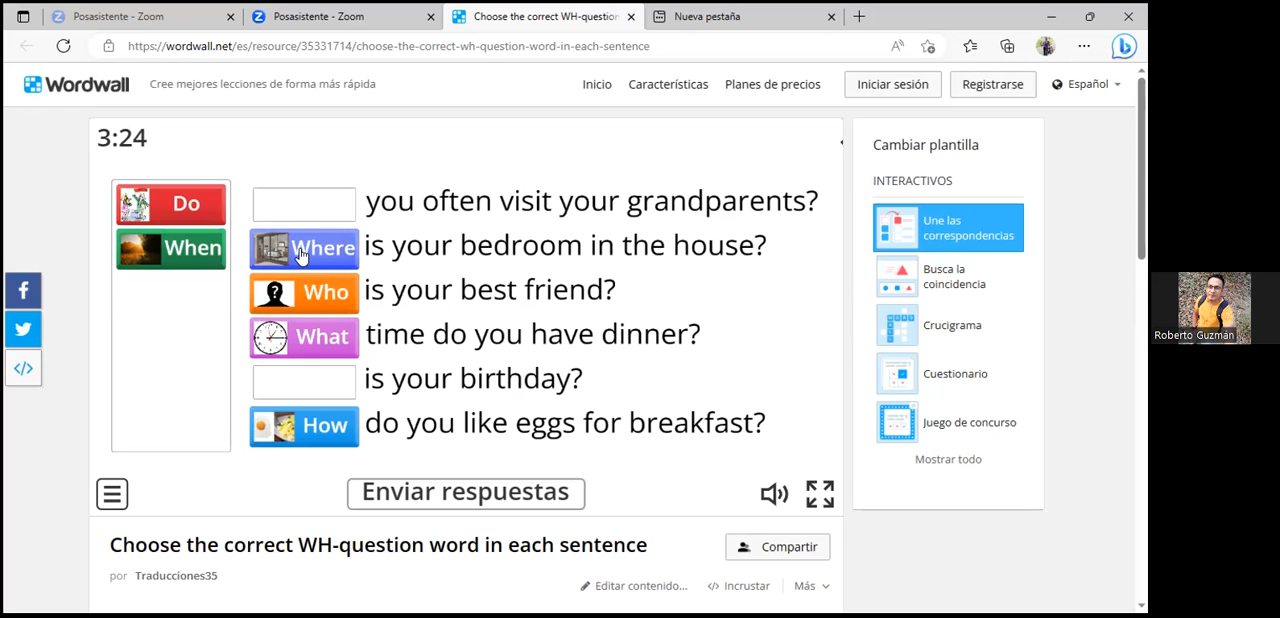 Posasistente - Zoom
Posasistente - Zoom
Choose the correct WH-question
Nueva pestaña
https://wordwall.net/es/resource/35331714/choose-the-correct-wh-question-word-in-each-sentence
Wordwall
Cree mejores lecciones de forma más rápida
Inicio
Características
Planes de precios
Iniciar sesión
Registrarse
Español
3:24
Do
When
you often visit your grandparents?
Where is your bedroom in the house?
Who is your best friend?
What time do you have dinner?
is your birthday?
How do you like eggs for breakfast?
Enviar respuestas
Choose the correct WH-question word in each sentence
Compartir
por Traducciones35
Editar contenido...
</> Incrustar
Más
Cambiar plantilla
INTERACTIVOS
Une las
correspondencias
Busca la
coincidencia
Crucigrama
Cuestionario
Juego de concurso
Mostrar todo
Roberto Guzmán